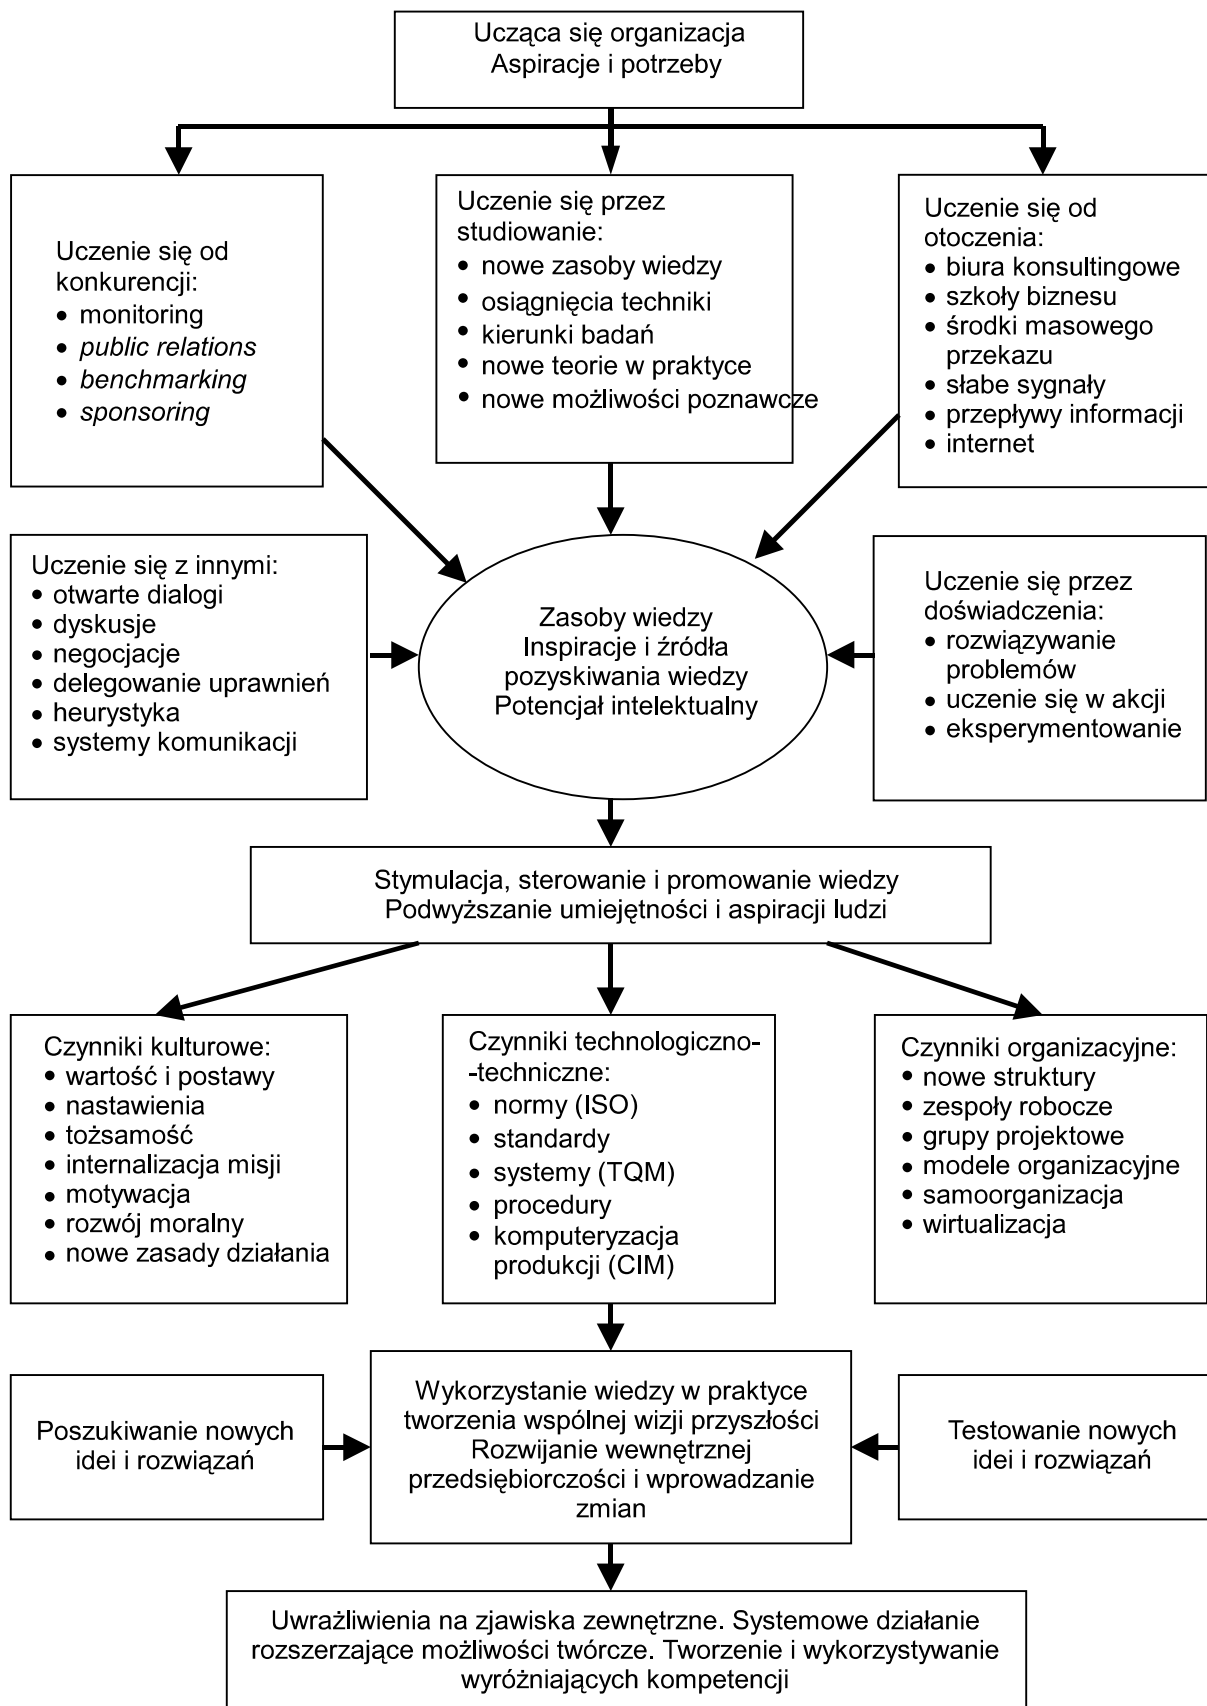 Ucząca się organizacja
Aspiracje i potrzeby
Uczenie się od
konkurencji:
• monitoring
• public relations
• benchmarking
• sponsoring
Uczenie się przez
studiowanie:
• nowe zasoby wiedzy
• osiągnięcia techniki
• kierunki badań
• nowe teorie w praktyce
• nowe możliwości poznawcze
Uczenie się od
otoczenia:
• biura konsultingowe
• szkoły biznesu
• środki masowego
przekazu
• słabe sygnały
• przepływy informacji
• internet
Uczenie się z innymi:
• otwarte dialogi
• dyskusje
• negocjacje
• delegowanie uprawnień
• heurystyka
• systemy komunikacji
Zasoby wiedzy
Inspiracje i źródła
pozyskiwania wiedzy
Potencjał intelektualny
Uczenie się przez
doświadczenia:
• rozwiązywanie
problemów
• uczenie się w akcji
• eksperymentowanie
Stymulacja, sterowanie i promowanie wiedzy
Podwyższanie umiejętności i aspiracji ludzi
Czynniki kulturowe:
• wartość i postawy
• nastawienia
• tożsamość
• internalizacja misji
• motywacja
• rozwój moralny
• nowe zasady działania
Czynniki technologiczno-
-techniczne:
• normy (ISO)
• standardy
• systemy (TQM)
• procedury
• komputeryzacja
produkcji (CIM)
Czynniki organizacyjne:
• nowe struktury
• zespoły robocze
• grupy projektowe
• modele organizacyjne
• samoorganizacja
• wirtualizacja
Poszukiwanie nowych
idei i rozwiązań
Wykorzystanie wiedzy w praktyce
tworzenia wspólnej wizji przyszłości
Rozwijanie wewnętrznej
przedsiębiorczości i wprowadzanie
zmian
Testowanie nowych
idei i rozwiązań
Uwrażliwienia na zjawiska zewnętrzne. Systemowe działanie
rozszerzające możliwości twórcze. Tworzenie i wykorzystywanie
wyróżniających kompetencji